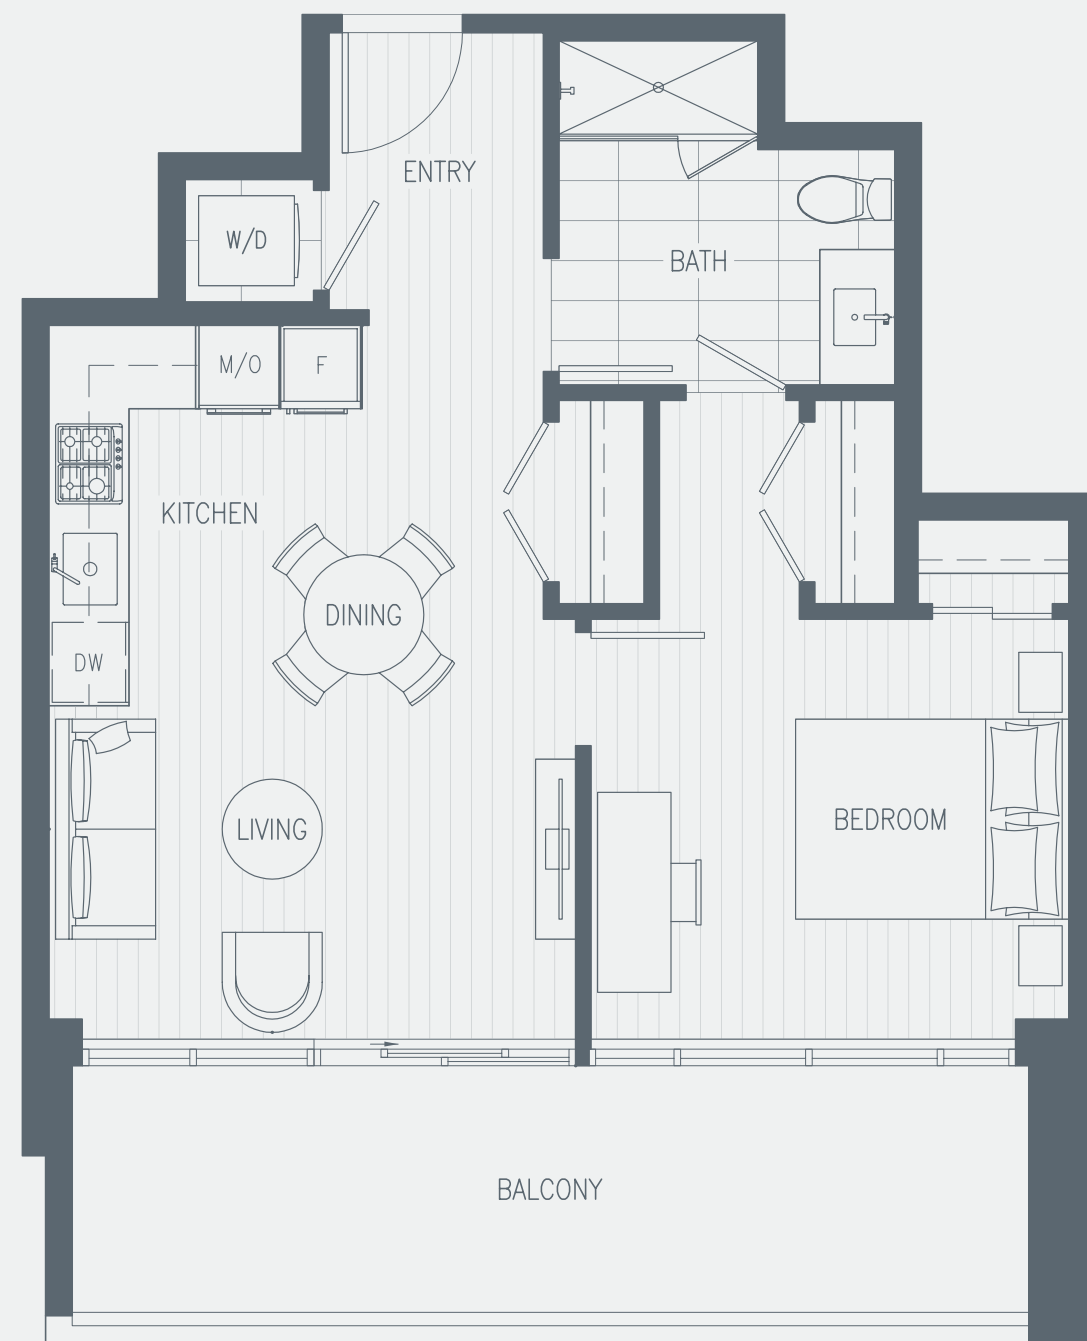 ENTRY
W/D
BATH
M/O
F
KITCHEN
DINING
DW
LIVING
BEDROOM
BALCONY